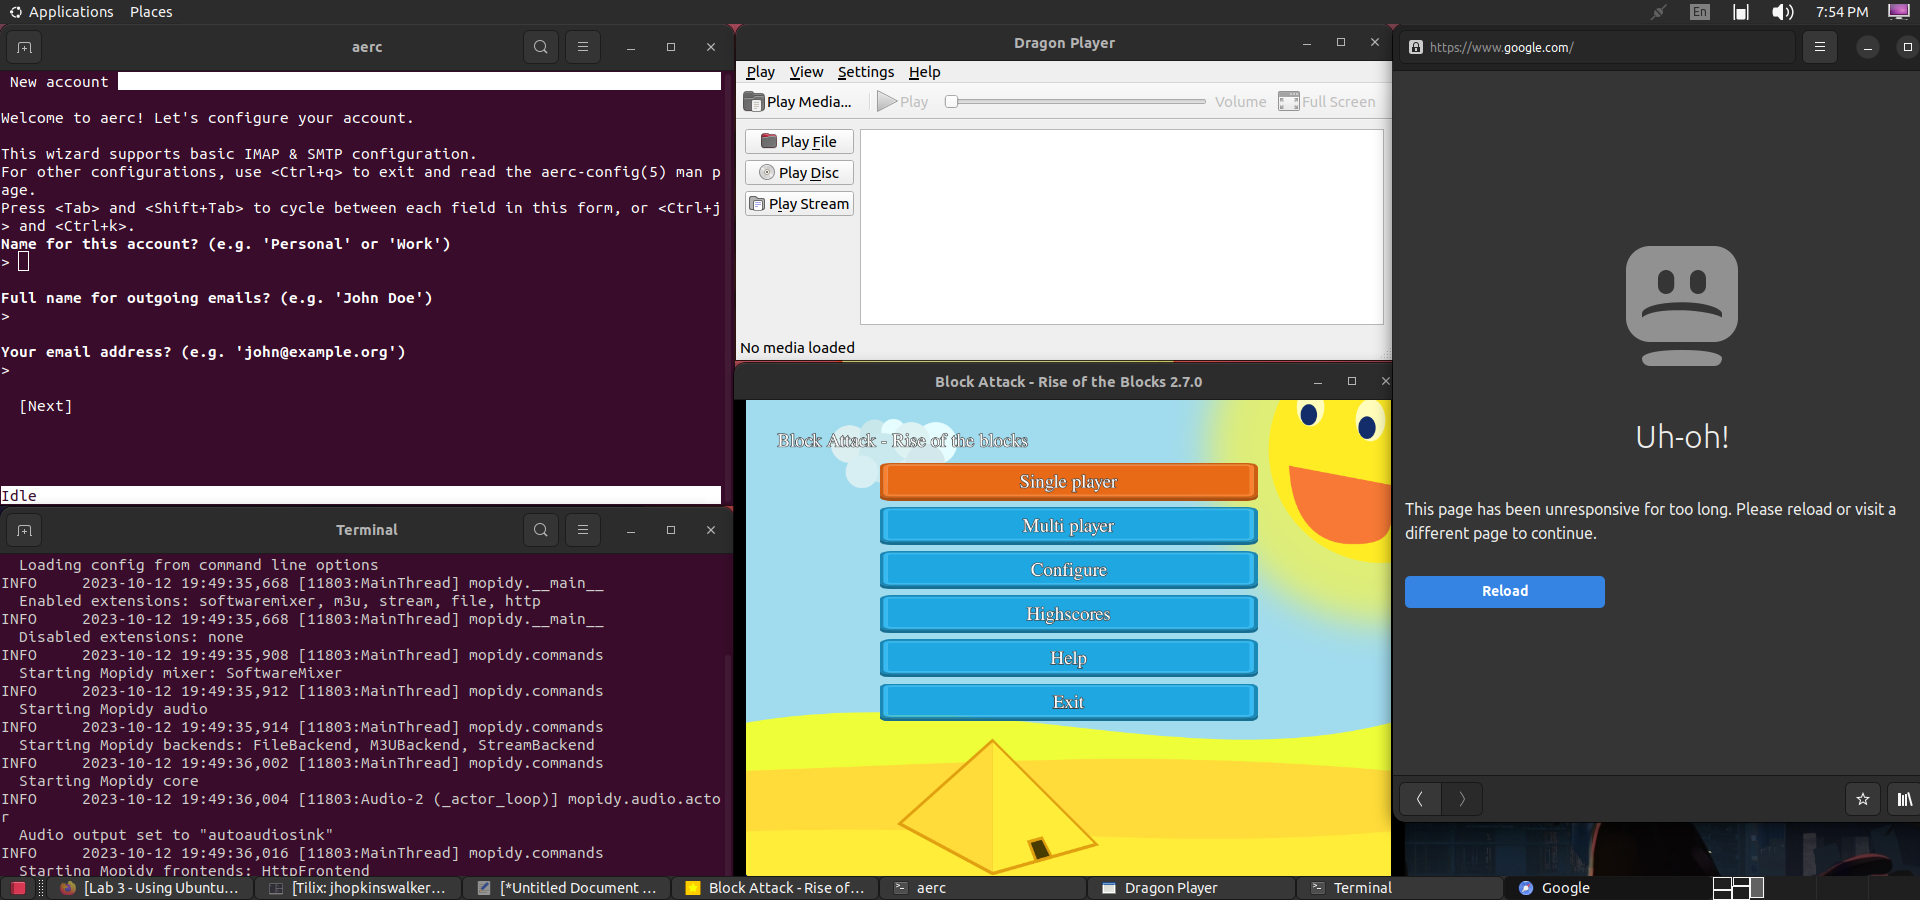 Applications Places
En 7:54 PM
aerc
New account
Welcome to aerc! Let's configure your account.
This wizard supports basic IMAP & SMTP configuration.
For other configurations, use <Ctrl+q> to exit and read the aerc-config(5) man p
age.
Press <Tab> and <Shift+Tab> to cycle between each field in this form, or <Ctrl+j
> and <Ctrl+k>.
Name for this account? (e.g. 'Personal' or 'Work')
>
Full name for outgoing emails? (e.g. 'John Doe')
>
Your email address? (e.g. 'john@example.org')
>
[Next]
Idle
Terminal
Loading config from command line options
INFO 2023-10-12 19:49:35,668 [11803:MainThread] mopidy.__main__
Enabled extensions: softwaremixer, m3u, stream, file, http
INFO 2023-10-12 19:49:35,668 [11803:MainThread] mopidy.__main__
Disabled extensions: none
INFO 2023-10-12 19:49:35,908 [11803:MainThread] mopidy.commands
Starting Mopidy mixer: SoftwareMixer
INFO 2023-10-12 19:49:35,912 [11803:MainThread] mopidy.commands
Starting Mopidy audio
INFO 2023-10-12 19:49:35,914 [11803:MainThread] mopidy.commands
Starting Mopidy backends: FileBackend, M3UBackend, StreamBackend
INFO 2023-10-12 19:49:36,002 [11803:MainThread] mopidy.commands
Starting Mopidy core
INFO 2023-10-12 19:49:36,004 [11803:Audio-2 (_actor_loop)] mopidy.audio.acto
r
Audio output set to "autoaudiosink"
INFO 2023-10-12 19:49:36,016 [11803:MainThread] mopidy.commands
Starting Mopidy frontends: HttpFrontend
Dragon Player
Play View Settings Help
Play Media... Play Volume Full Screen
Play File
Play Disc
Play Stream
No media loaded
Block Attack - Rise of the Blocks 2.7.0
Block Attack - Rise of the blocks
Single player
Multi player
Configure
Highscores
Help
Exit
https://www.google.com/
Uh-oh!
This page has been unresponsive for too long. Please reload or visit a
different page to continue.
Reload
[Lab 3 - Using Ubuntu... [Tilix: jhopkinswalker... [*Untitled Document ... Block Attack - Rise of... aerc Dragon Player Terminal Google